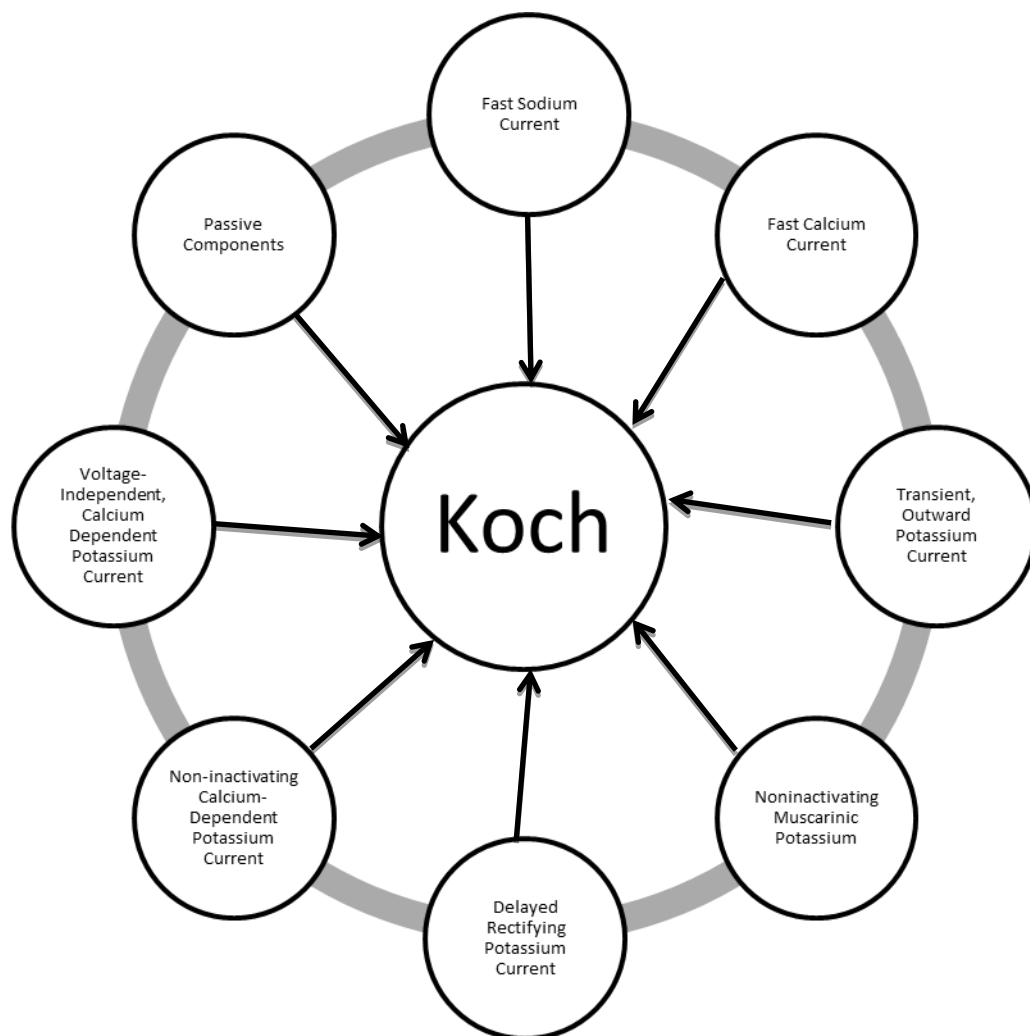 Fast Sodium
Current
Fast Calcium
Current
Transient,
Outward
Potassium
Current
Noninactivating
Muscarinic
Potassium
Delayed
Rectifying
Potassium
Current
Non-inactivating
Calcium-
Dependent
Potassium
Current
Voltage-
Independent,
Calcium
Dependent
Potassium
Current
Passive
Components
Koch